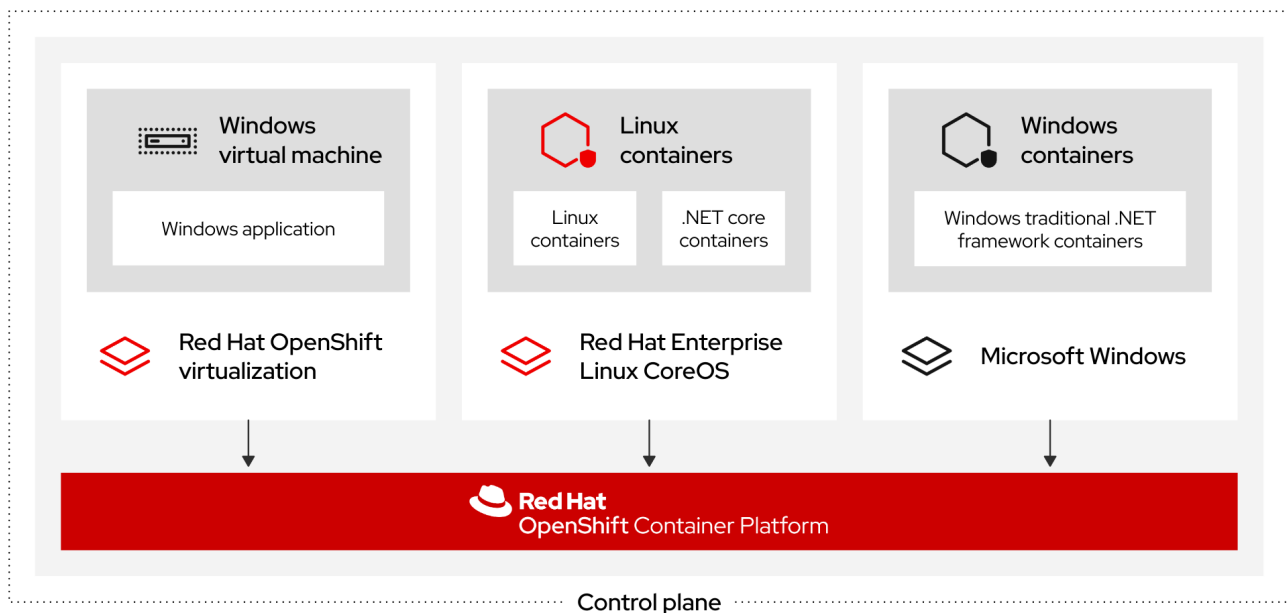 Windows
virtual machine
Windows application
Red Hat OpenShift
virtualization
Linux
containers
Linux
containers
.NET core
containers
Red Hat Enterprise
Linux CoreOS
Windows
containers
Windows traditional .NET
framework containers
Microsoft Windows
Red Hat
OpenShift Container Platform
Control plane